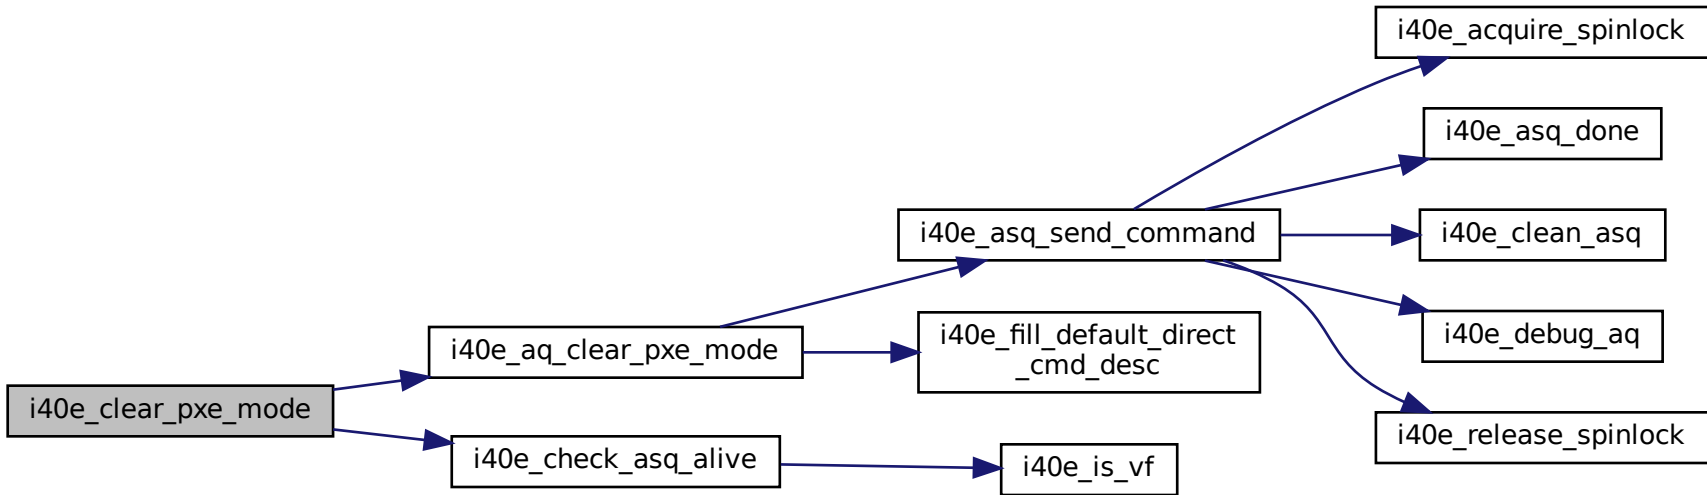 i40e_acquire_spinlock
i40e_asq_done
i40e_asq_send_command
i40e_clean_asq
i40e_debug_aq
i40e_fill_default_direct
_cmd_desc
i40e_aq_clear_pxe_mode
i40e_clear_pxe_mode
i40e_release_spinlock
i40e_check_asq_alive
i40e_is_vf